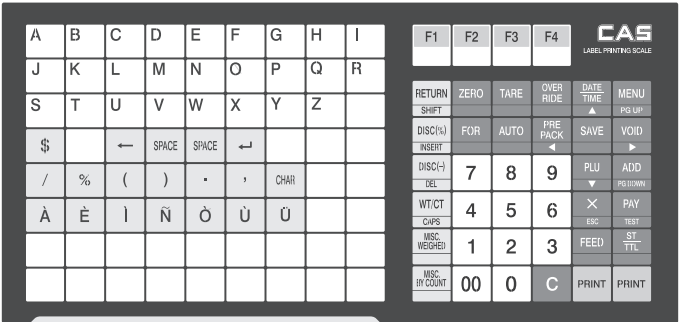 A B C D E F G H I
J K L M N O P Q R
S T U V W X Y Z
$ ← SPACE SPACE ↵
/ % ( ) · , CHAR
À È Ì Ñ Ò Ù Ü
F1 F2 F3 F4
CAS
LABEL PRINTING SCALE
RETURN ZERO TARE OVER RIDE DATE TIME MENU
SHIFT ▲ PG UP
DISC(%) FOR AUTO PRE PACK SAVE VOID
INSERT ◀ ▶
DISC(-) 7 8 9 PLU ADD
DEL ▼ PG DOWN
WT/CT 4 5 6 × PAY
CAPS ESC TEST
MISC. WEIGHED 1 2 3 FEED ST TTL
MISC. BY COUNT 00 0 C PRINT PRINT